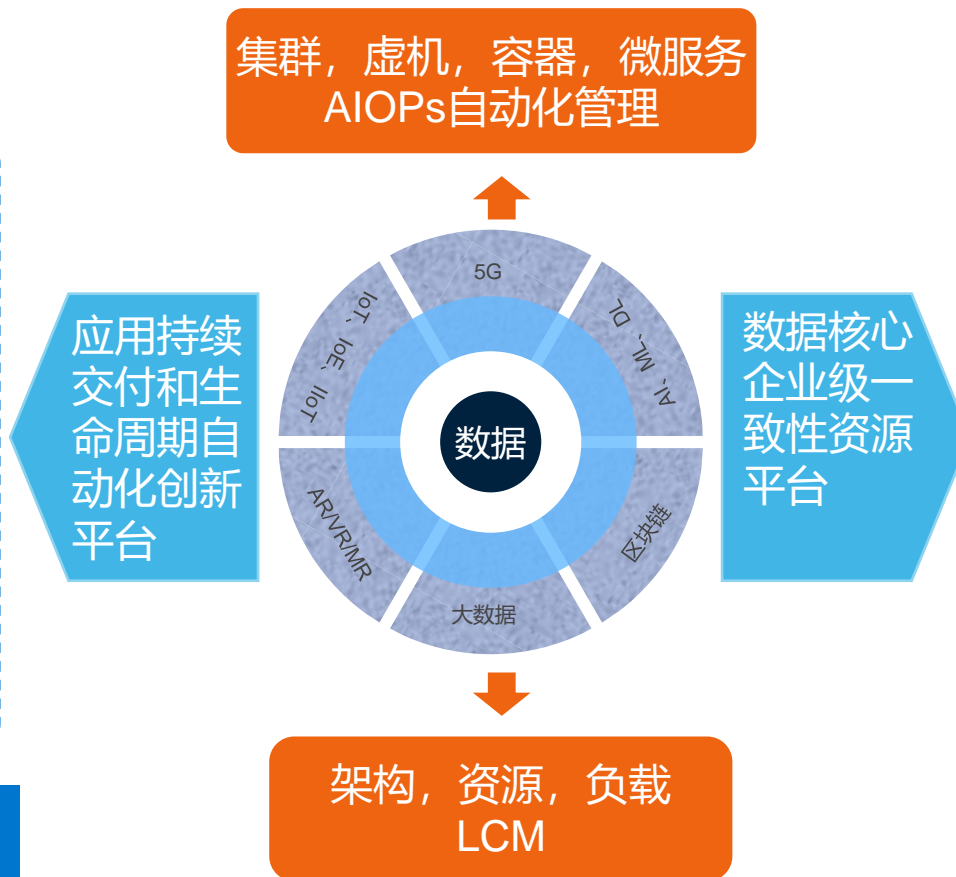 集群，虚机，容器，微服务
AIOPs自动化管理
5G
IoT、IoE、IIoT
AI、ML、DL
应用持续
交付和生
命周期自
动化创新
平台
数据
数据核心
企业级一
致性资源
平台
AR/VR/MR
区块链
大数据
架构，资源，负载
LCM